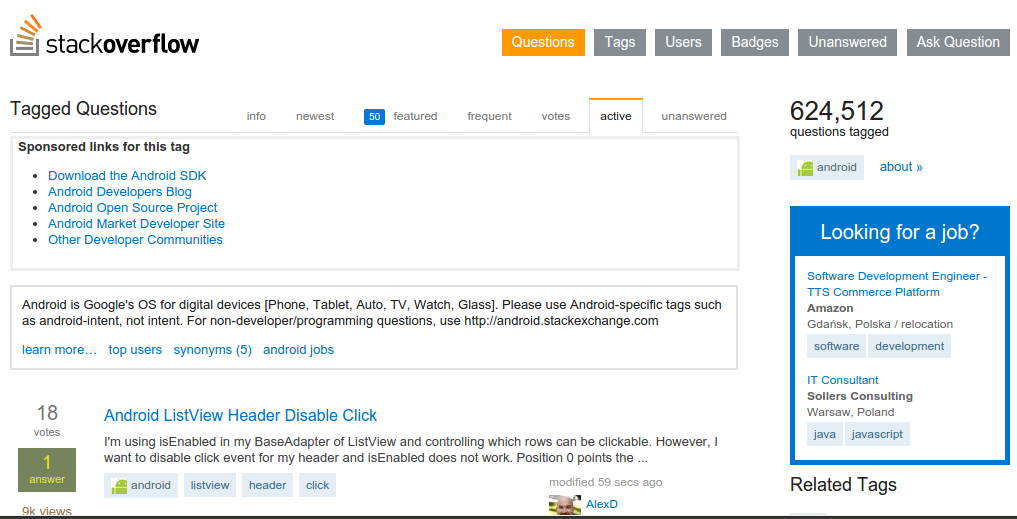 stackoverflow
Questions Tags Users Badges Unanswered Ask Question
Tagged Questions
info newest 50 featured frequent votes active unanswered
Sponsored links for this tag
Download the Android SDK
Android Developers Blog
Android Open Source Project
Android Market Developer Site
Other Developer Communities
Android is Google's OS for digital devices [Phone, Tablet, Auto, TV, Watch, Glass]. Please use Android-specific tags such
as android-intent, not intent. For non-developer/programming questions, use http://android.stackexchange.com
learn more… top users synonyms (5) android jobs
18
votes
1
answer
9k views
Android ListView Header Disable Click
I'm using isEnabled in my BaseAdapter of ListView and controlling which rows can be clickable. However, I
want to disable click event for my header and isEnabled does not work. Position 0 points the ...
android listview header click
modified 59 secs ago
AlexD
624,512
questions tagged
android about »
Looking for a job?
Software Development Engineer -
TTS Commerce Platform
Amazon
Gdańsk, Polska / relocation
software development
IT Consultant
Sollers Consulting
Warsaw, Poland
java javascript
Related Tags